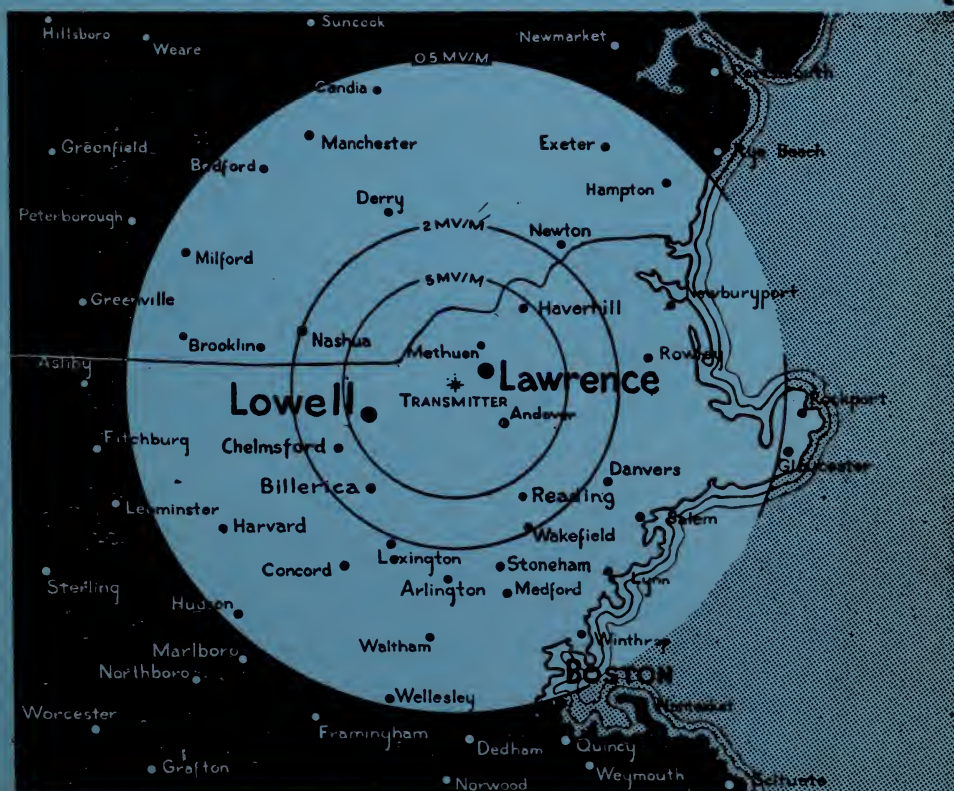 Suncook
Hillsboro
Weare
Newmarket
0.5 MV/M
Portsmouth
Candia
Manchester
Exeter
Greenfield
Rye Beach
Bedford
Hampton
Derry
Peterborough
2 MV/M
Newton
Milford
5 MV/M
Newburyport
Greenville
Haverhill
Nashua
Brookline
Methuen
Rowley
Ashby
Lawrence
Lowell
TRANSMITTER
Rockport
Andover
Fitchburg
Chelmsford
Gloucester
Danvers
Billerica
Reading
Leominster
Salem
Harvard
Wakefield
Lexington
Stoneham
Concord
Lynn
Sterling
Arlington
Medford
Hudson
Winthrop
Waltham
Marlboro
Northboro
BOSTON
Wellesley
Nantasket
Worcester
Framingham
Dedham
Quincy
Grafton
Weymouth
Norwood
Scituate